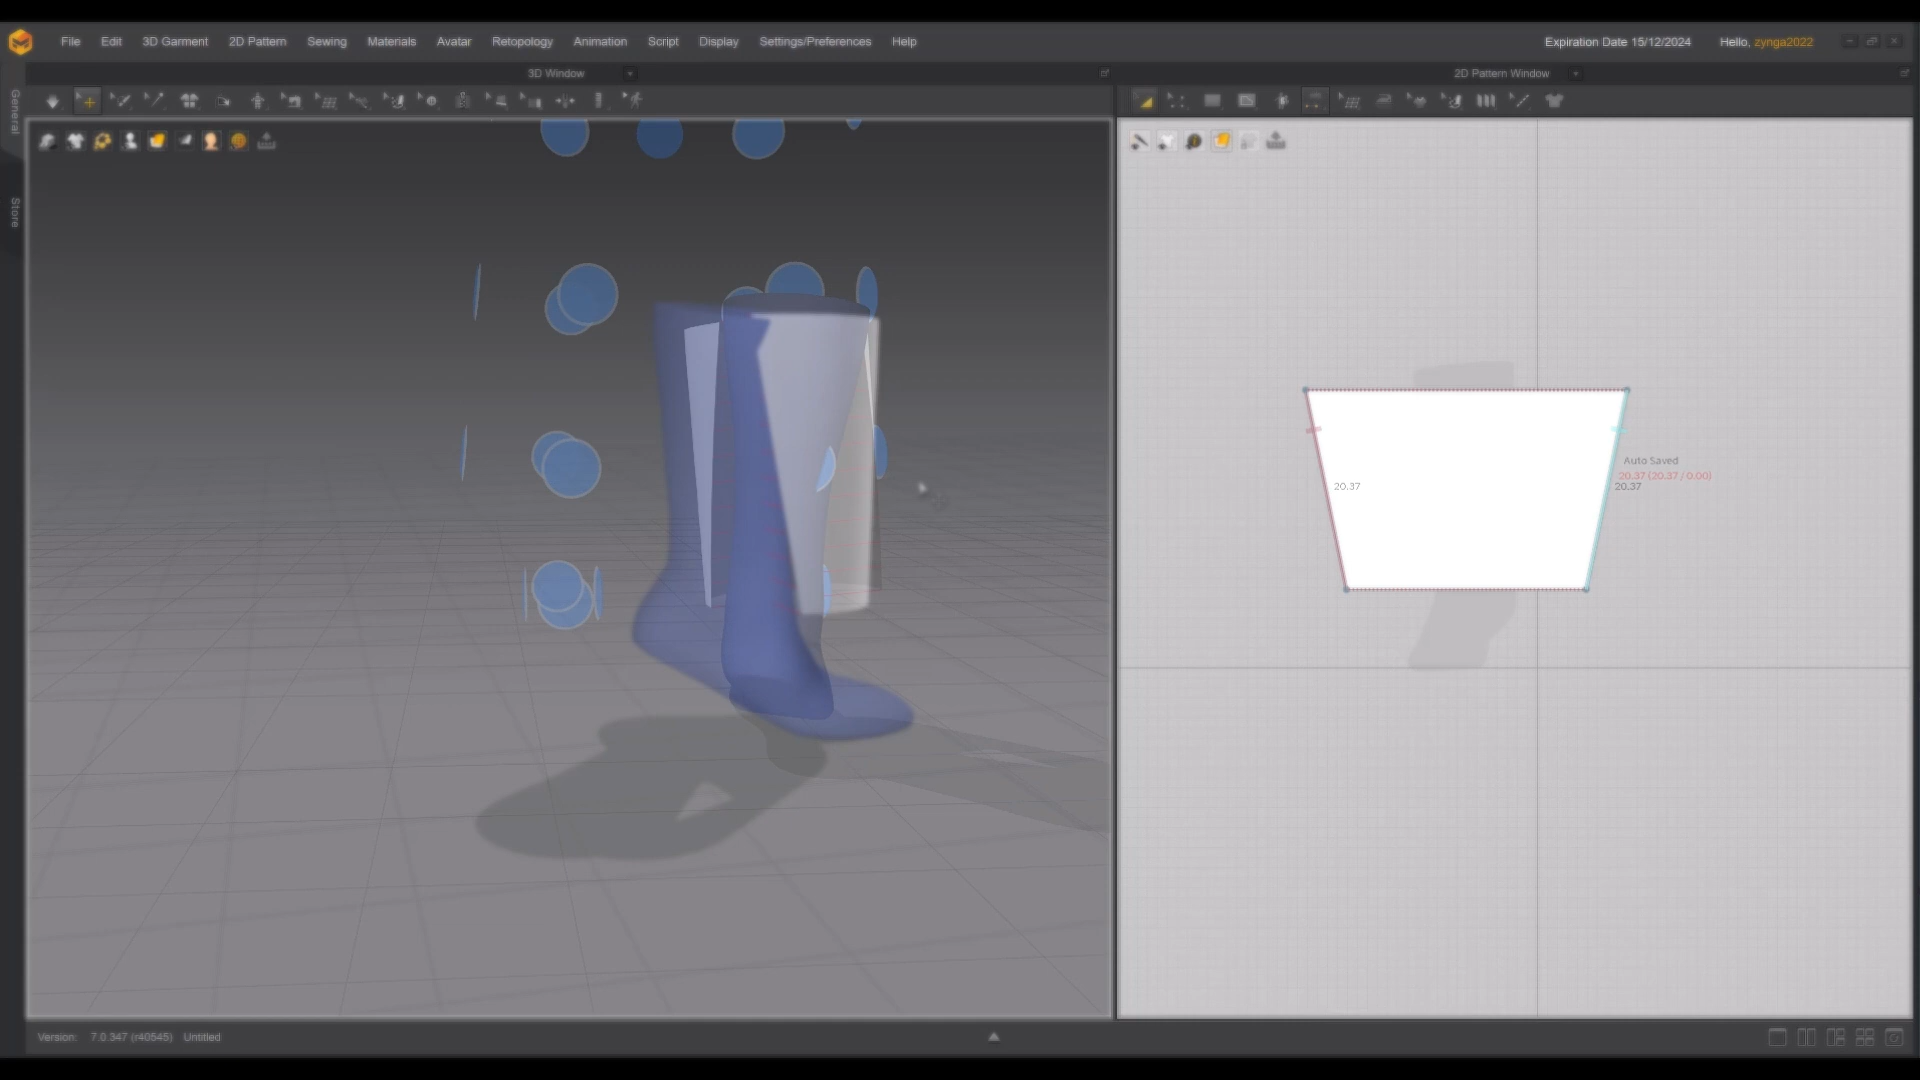 File Edit 3D Garment 2D Pattern Sewing Materials Avatar Retopology Animation Script Display Settings/Preferences Help Expiration Date 15/12/2024 Hello, zynga2022
3D Window 2D Pattern Window
General
Store
Auto Saved
20.37 (20.37 / 0.00)
20.37 20.37
Version: 7.0.347 (r40545) Untitled